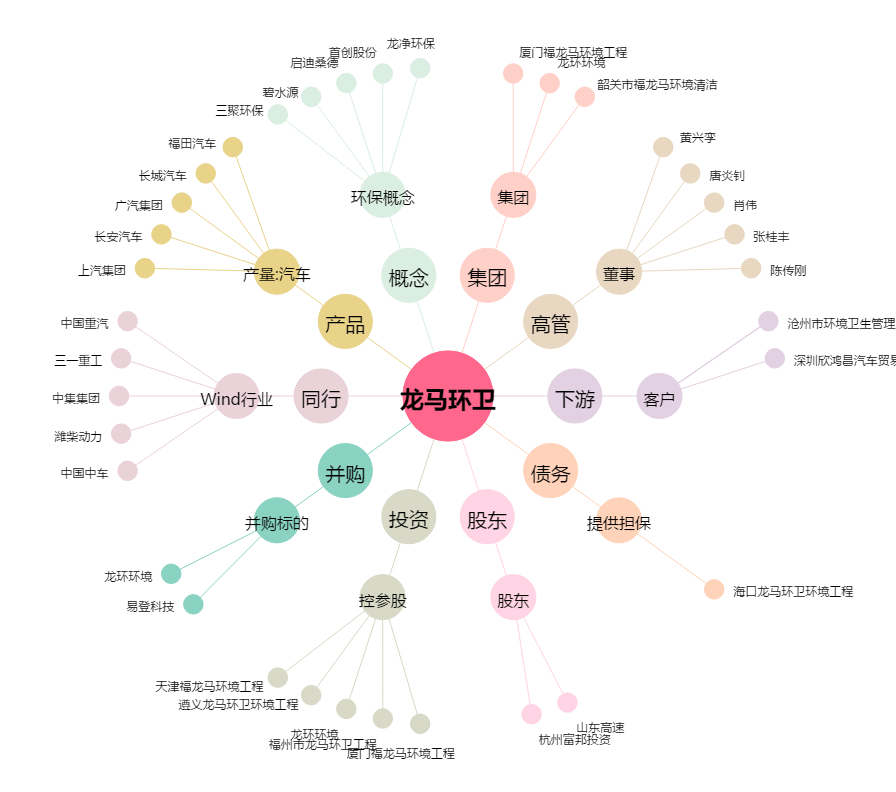 龙净环保
首创股份
启迪桑德
碧水源
三聚环保
厦门福龙马环境工程
龙环环境
韶关市福龙马环境清洁
福田汽车
长城汽车
广汽集团
长安汽车
上汽集团
黄兴孪
唐炎钊
肖伟
张桂丰
陈传刚
环保概念
集团
产量:汽车
概念
集团
董事
产品
高管
中国重汽
三一重工
中集集团
潍柴动力
中国中车
Wind行业
同行
龙马环卫
下游
客户
沧州市环境卫生管理
深圳欣鸿昌汽车贸易
并购
债务
并购标的
投资
股东
提供担保
龙环环境
易登科技
控参股
股东
海口龙马环卫环境工程
天津福龙马环境工程
遵义龙马环卫环境工程
龙环环境
福州市龙马环卫工程
厦门福龙马环境工程
山东高速
杭州富邦投资